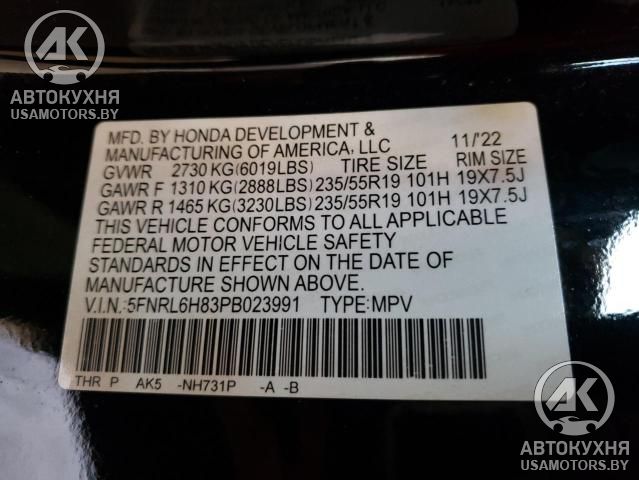 АК
АВТОКУХНЯ
USAMOTORS.BY
MFD. BY HONDA DEVELOPMENT &
MANUFACTURING OF AMERICA, LLC 11/'22
GVWR 2730 KG(6019LBS) TIRE SIZE RIM SIZE
GAWR F 1310 KG(2888LBS) 235/55R19 101H 19X7.5J
GAWR R 1465 KG(3230LBS) 235/55R19 101H 19X7.5J
THIS VEHICLE CONFORMS TO ALL APPLICABLE
FEDERAL MOTOR VEHICLE SAFETY
STANDARDS IN EFFECT ON THE DATE OF
MANUFACTURE SHOWN ABOVE.
V.I.N.:5FNRL6H83PB023991 TYPE:MPV
THR P AK5 -NH731P -A -B
АК
АВТОКУХНЯ
USAMOTORS.BY